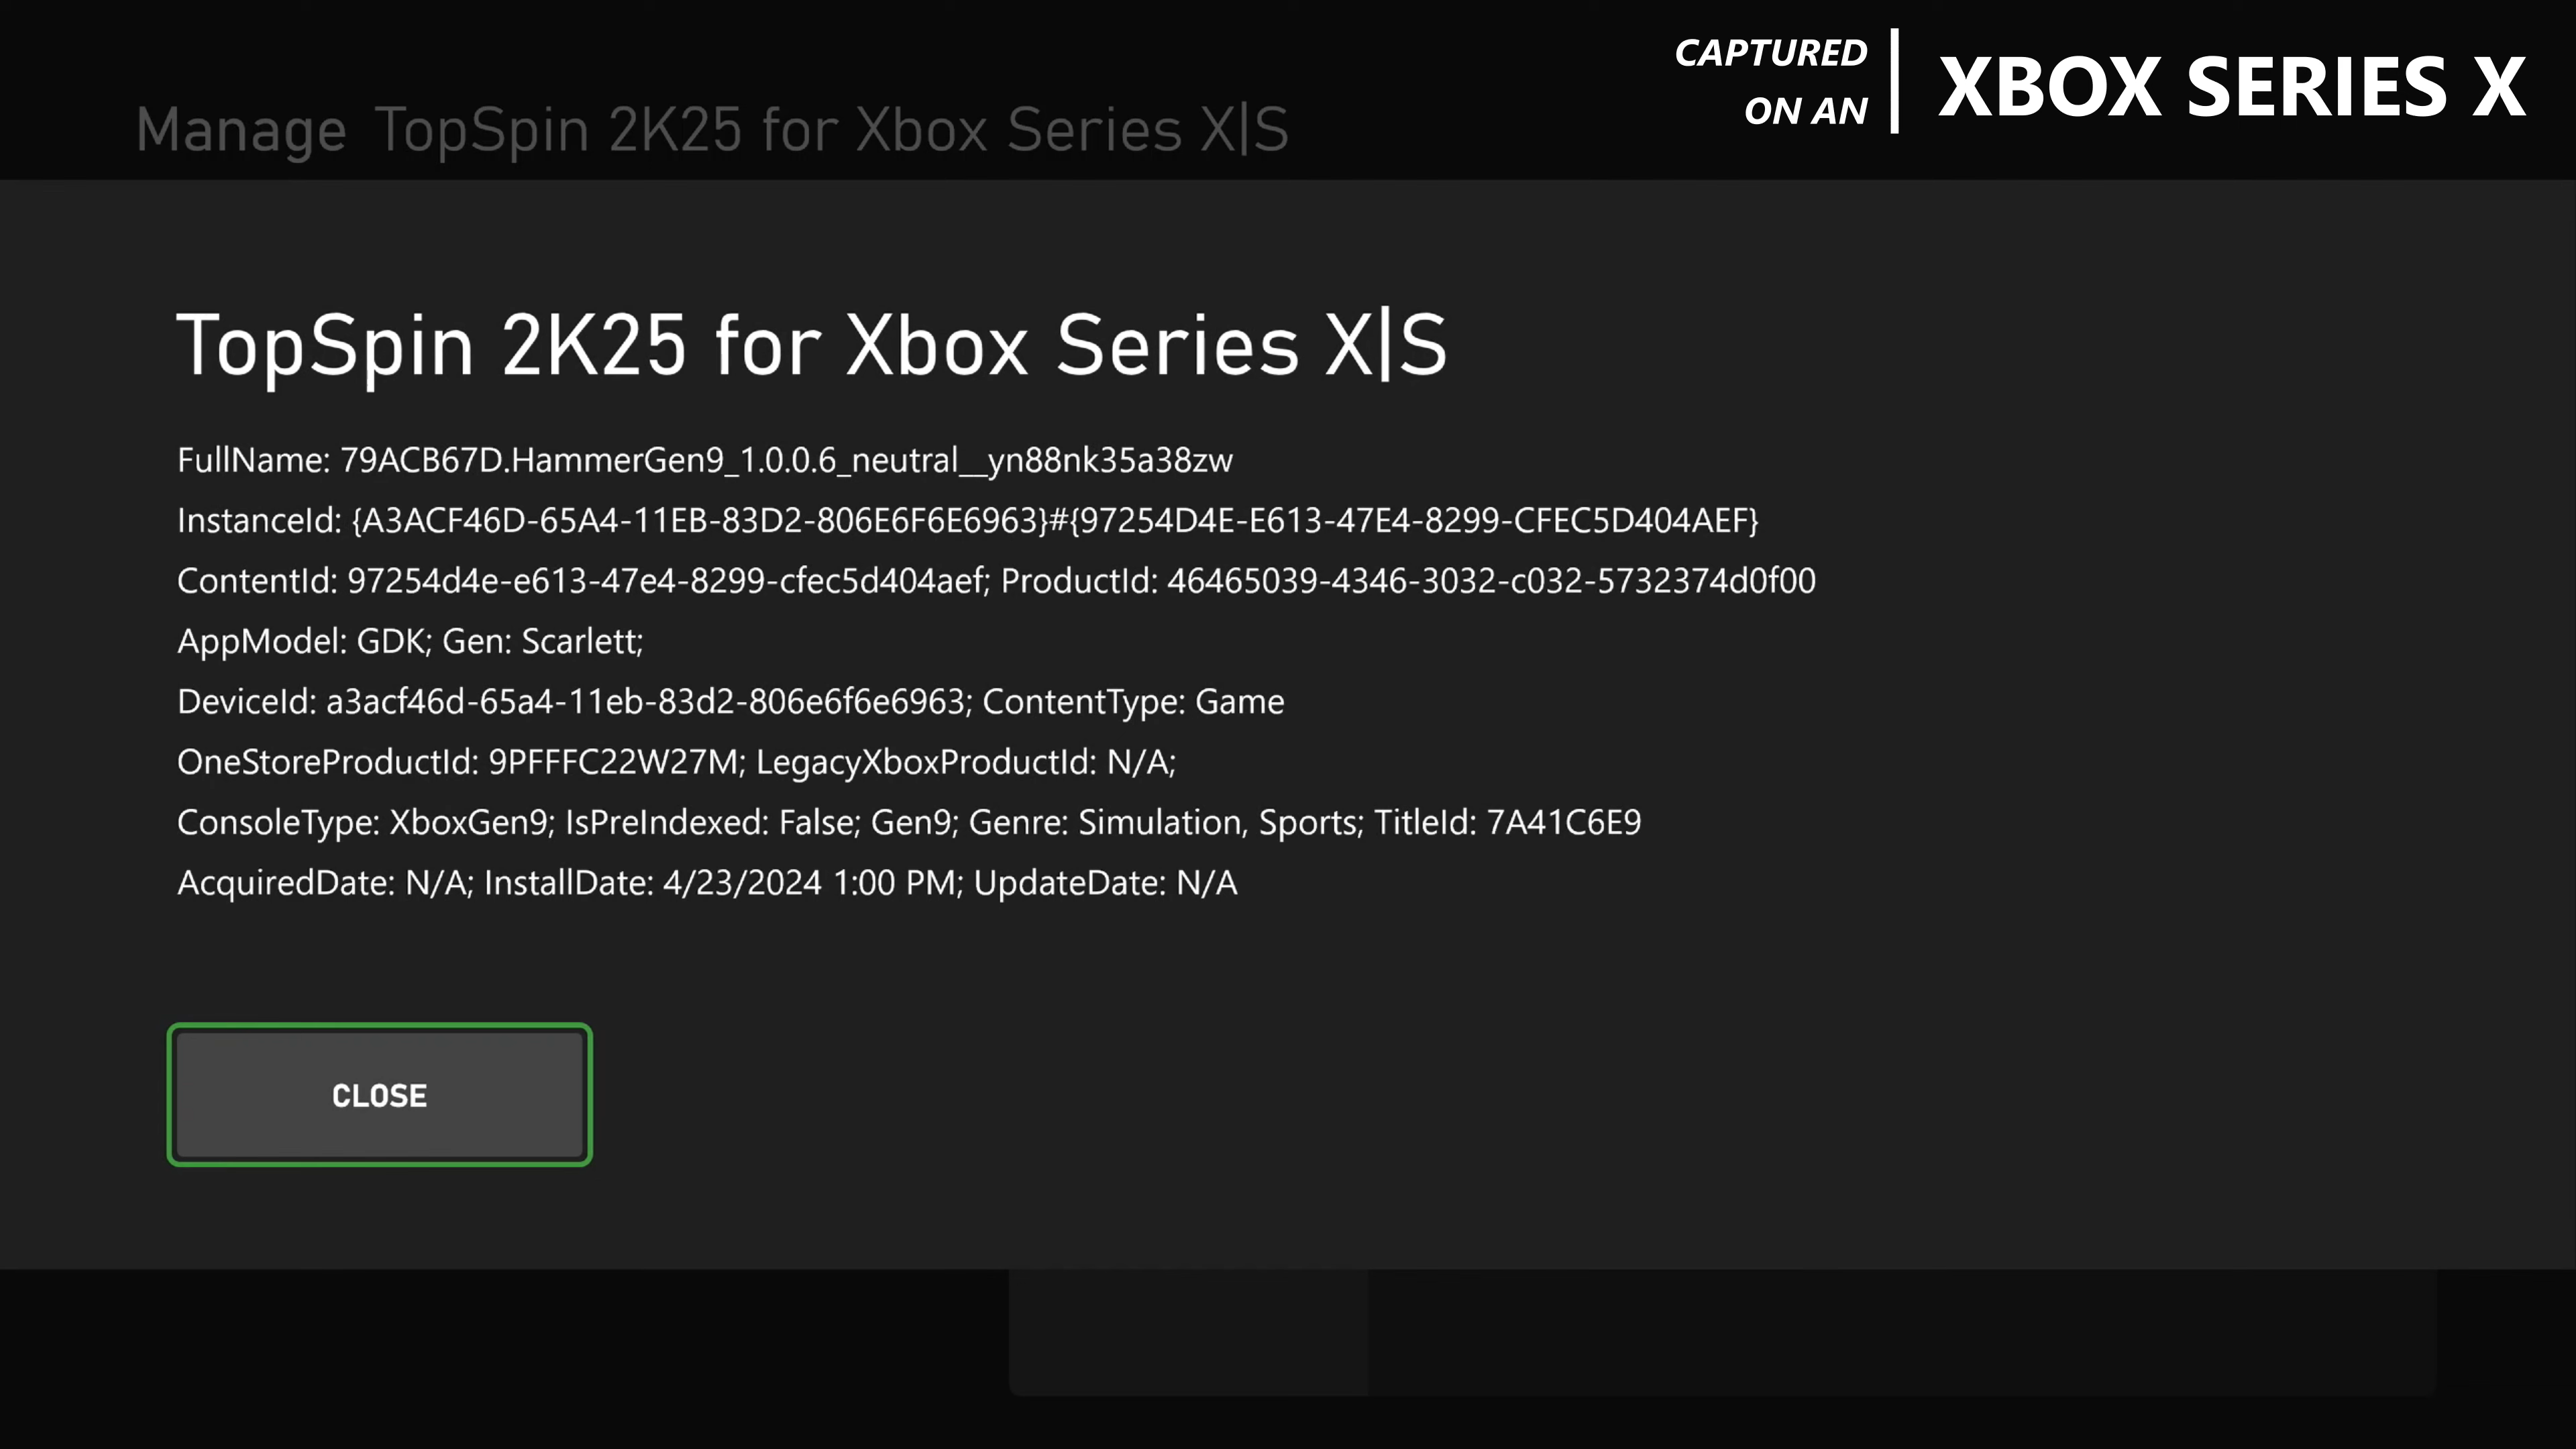 CAPTURED
ON AN
XBOX SERIES X
Manage TopSpin 2K25 for Xbox Series X|S
TopSpin 2K25 for Xbox Series X|S
FullName: 79ACB67D.HammerGen9_1.0.0.6_neutral__yn88nk35a38zw
InstanceId: {A3ACF46D-65A4-11EB-83D2-806E6F6E6963}#{97254D4E-E613-47E4-8299-CFEC5D404AEF}
ContentId: 97254d4e-e613-47e4-8299-cfec5d404aef; ProductId: 46465039-4346-3032-c032-5732374d0f00
AppModel: GDK; Gen: Scarlett;
DeviceId: a3acf46d-65a4-11eb-83d2-806e6f6e6963; ContentType: Game
OneStoreProductId: 9PFFFC22W27M; LegacyXboxProductId: N/A;
ConsoleType: XboxGen9; IsPreIndexed: False; Gen9; Genre: Simulation, Sports; TitleId: 7A41C6E9
AcquiredDate: N/A; InstallDate: 4/23/2024 1:00 PM; UpdateDate: N/A
CLOSE